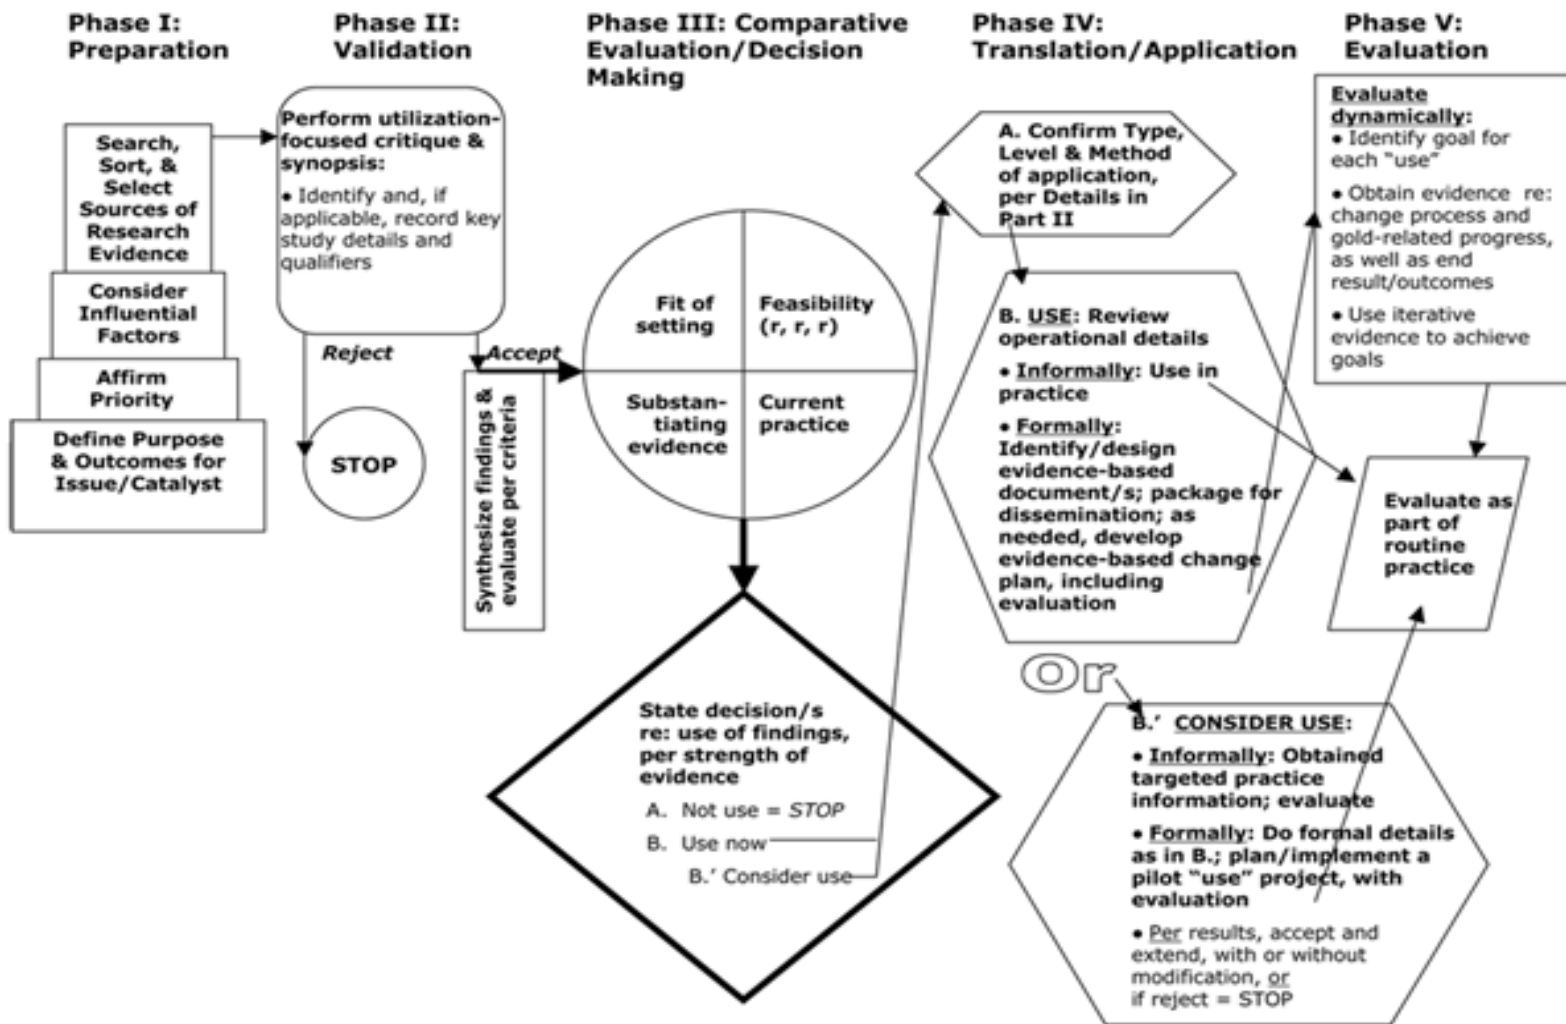 Phase I:
Preparation
Phase II:
Validation
Phase III: Comparative
Evaluation/Decision
Making
Phase IV:
Translation/Application
Phase V:
Evaluation
Search,
Sort, &
Select
Sources of
Research
Evidence
Consider
Influential
Factors
Affirm
Priority
Define Purpose
& Outcomes for
Issue/Catalyst
Perform utilization-
focused critique &
synopsis:
• Identify and, if
applicable, record key
study details and
qualifiers
Reject
Accept
STOP
Synthesize findings &
evaluate per criteria
Fit of
setting
Feasibility
(r, r, r)
Substan-
tiating
evidence
Current
practice
State decision/s
re: use of findings,
per strength of
evidence
A. Not use = STOP
B. Use now
B.’ Consider use
A. Confirm Type,
Level & Method
of application,
per Details in
Part II
B. USE: Review
operational details
• Informally: Use in
practice
• Formally:
Identify/design
evidence-based
document/s; package for
dissemination; as
needed, develop
evidence-based change
plan, including
evaluation
Or
B.’ CONSIDER USE:
• Informally: Obtained
targeted practice
information; evaluate
• Formally: Do formal details
as in B.; plan/implement a
pilot “use” project, with
evaluation
• Per results, accept and
extend, with or without
modification, or
if reject = STOP
Evaluate
dynamically:
• Identify goal for
each “use”
• Obtain evidence re:
change process and
gold-related progress,
as well as end
result/outcomes
• Use iterative
evidence to achieve
goals
Evaluate as
part of
routine
practice